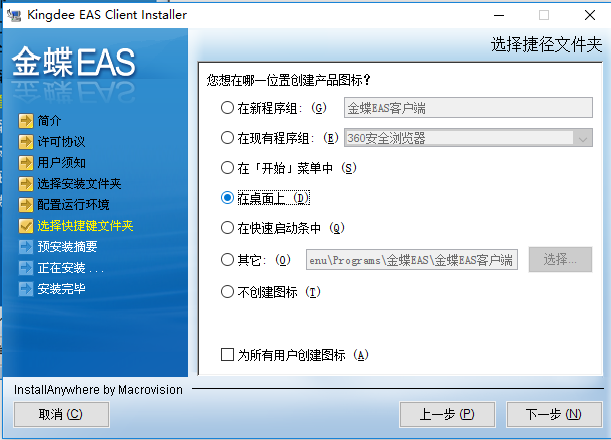 Kingdee EAS Client Installer
选择捷径文件夹
金蝶EAS
您想在哪一位置创建产品图标？
在新程序组: (G) 金蝶EAS客户端
简介
在现有程序组: (E) 360安全浏览器
许可协议
用户须知
在「开始」菜单中 (S)
选择安装文件夹
在桌面上 (D)
配置运行环境
选择快捷键文件夹
在快速启动条中 (Q)
预安装摘要
其它: (O) enu\Programs\金蝶EAS\金蝶EAS客户端 选择...
正在安装 . . .
安装完毕
不创建图标 (T)
为所有用户创建图标 (A)
InstallAnywhere by Macrovision
取消 (C) 上一步 (P) 下一步 (N)